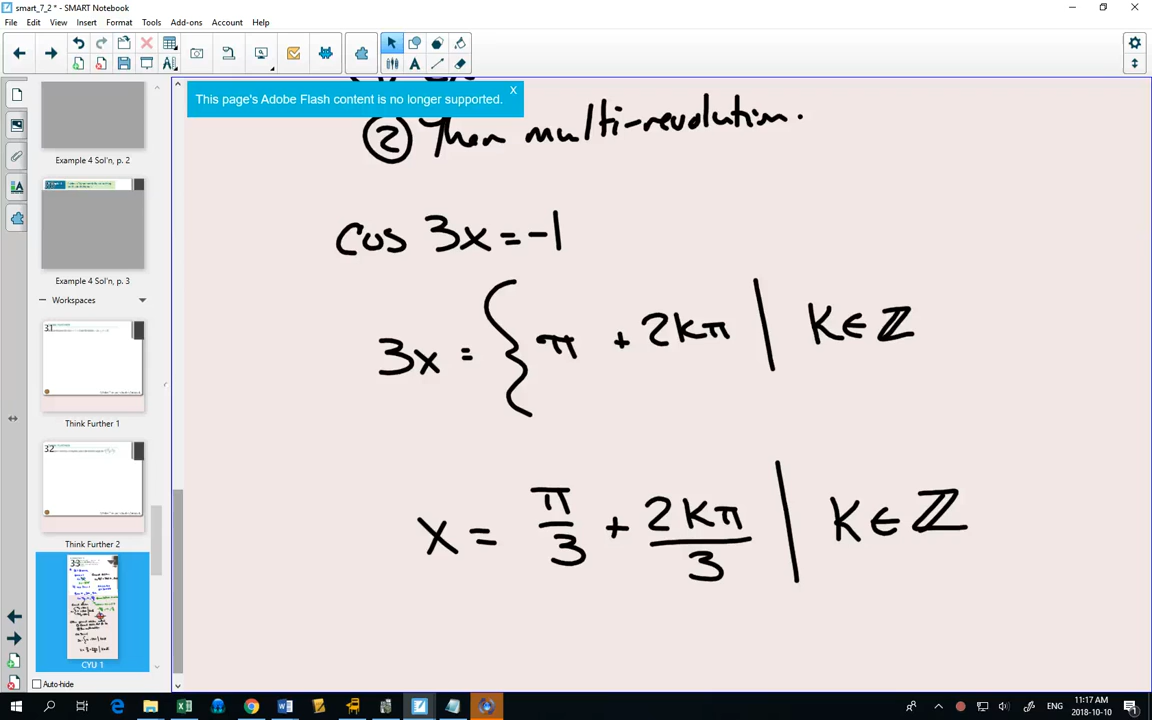 smart_7_2 * - SMART Notebook
File Edit View Insert Format Tools Add-ons Account Help
This page's Adobe Flash content is no longer supported. X
② Then multi-revolution.
cos 3x = -1
3x = { π + 2kπ | k ∈ ℤ
x = π/3 + 2kπ/3 | k ∈ ℤ
Example 4 Sol'n, p. 2
Example 4 Sol'n, p. 3
Workspaces
31
Think Further 1
32
Think Further 2
33
CYU 1
Auto-hide
ENG
11:17 AM
2018-10-10